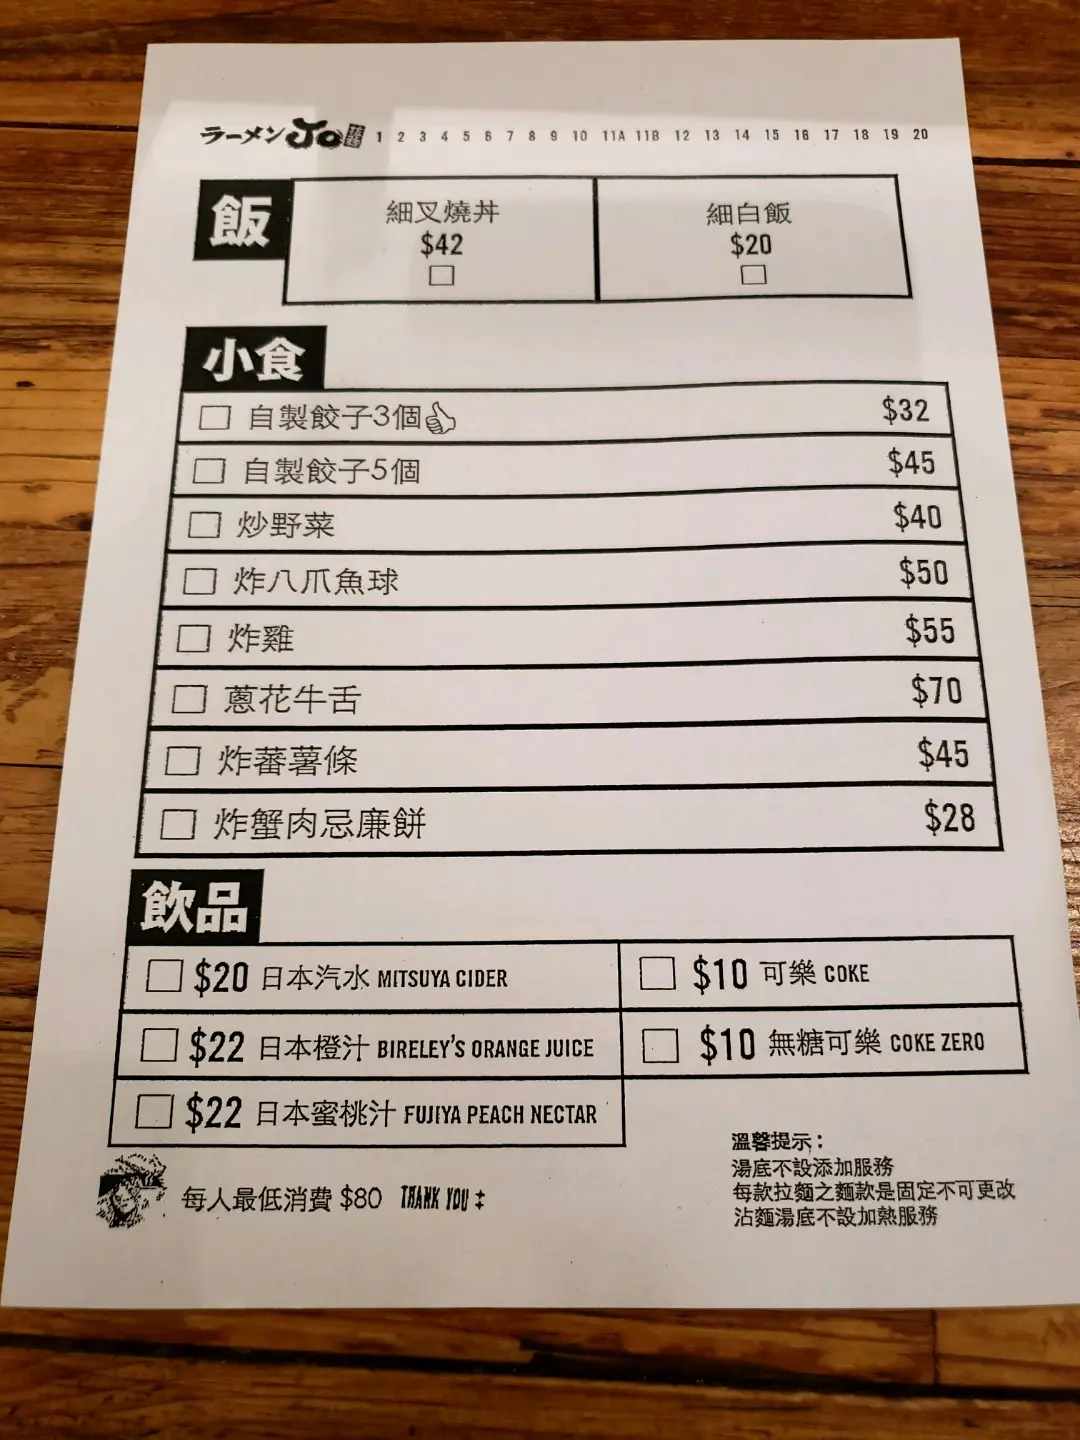 ラーメン Jo 1 2 3 4 5 6 7 8 9 10 11A 11B 12 13 14 15 16 17 18 19 20
飯
細叉燒丼
$42
細白飯
$20
小食
自製餃子3個 $32
自製餃子5個 $45
炒野菜 $40
炸八爪魚球 $50
炸雞 $55
蔥花牛舌 $70
炸蕃薯條 $45
炸蟹肉忌廉餅 $28
飲品
$20 日本汽水 MITSUYA CIDER
$10 可樂 COKE
$22 日本橙汁 BIRELEY'S ORANGE JUICE
$10 無糖可樂 COKE ZERO
$22 日本蜜桃汁 FUJIYA PEACH NECTAR
每人最低消費 $80 THANK YOU
溫馨提示：
湯底不設添加服務
每款拉麵之麵款是固定不可更改
沾麵湯底不設加熱服務